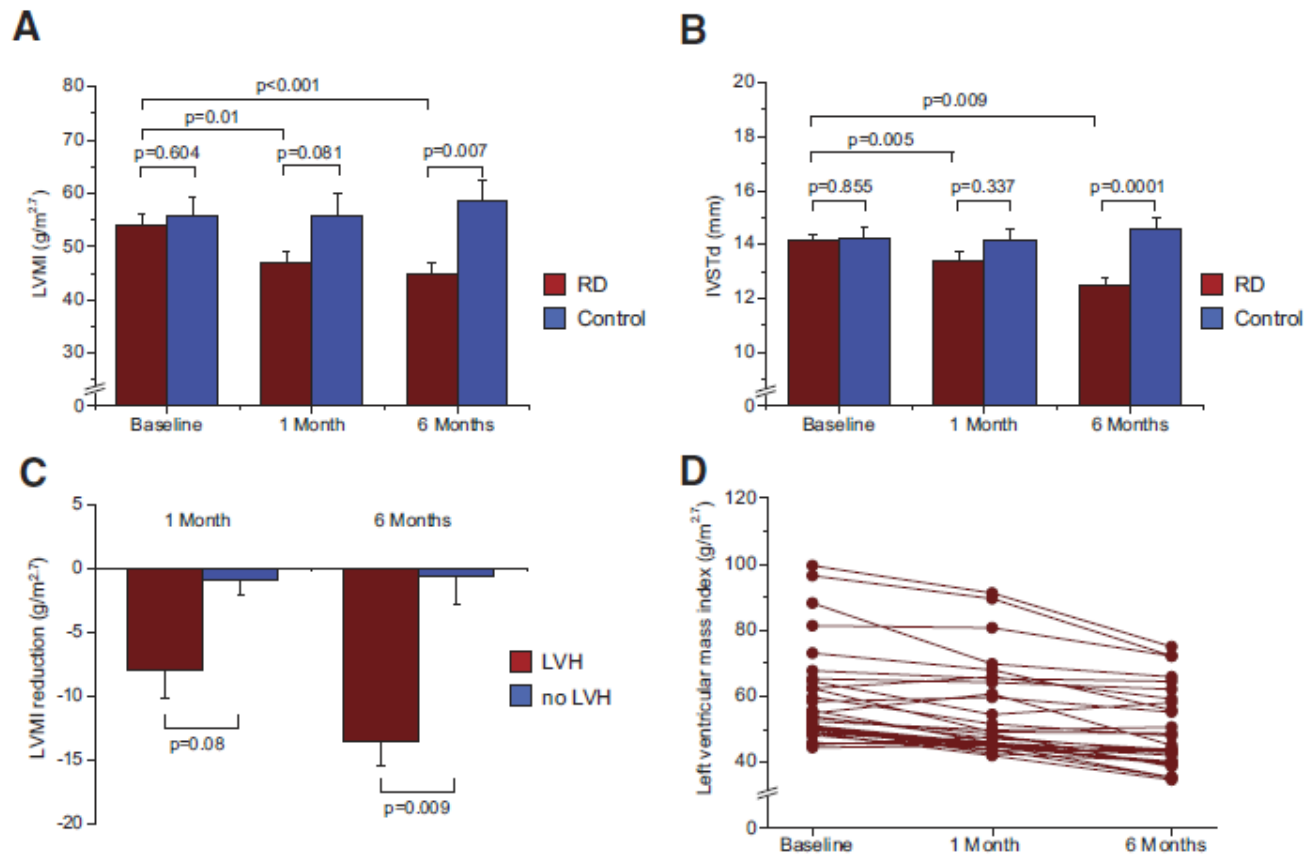 A
80
70
60
50
40
30
0
LVMI (g/m2.7)
p<0.001
p=0.01
p=0.604
p=0.081
p=0.007
RD
Control
Baseline
1 Month
6 Months
B
20
18
16
14
12
10
0
IVSTd (mm)
p=0.009
p=0.005
p=0.855
p=0.337
p=0.0001
RD
Control
Baseline
1 Month
6 Months
C
5
0
-5
-10
-15
-20
LVMI reduction (g/m2.7)
1 Month
6 Months
LVH
no LVH
p=0.08
p=0.009
D
120
100
80
60
40
0
Left ventricular mass index (g/m2.7)
Baseline
1 Month
6 Months